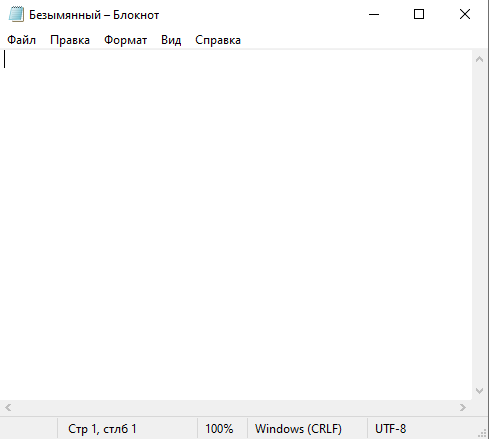 Безымянный – Блокнот
Файл Правка Формат Вид Справка
Стр 1, стлб 1 100% Windows (CRLF) UTF-8